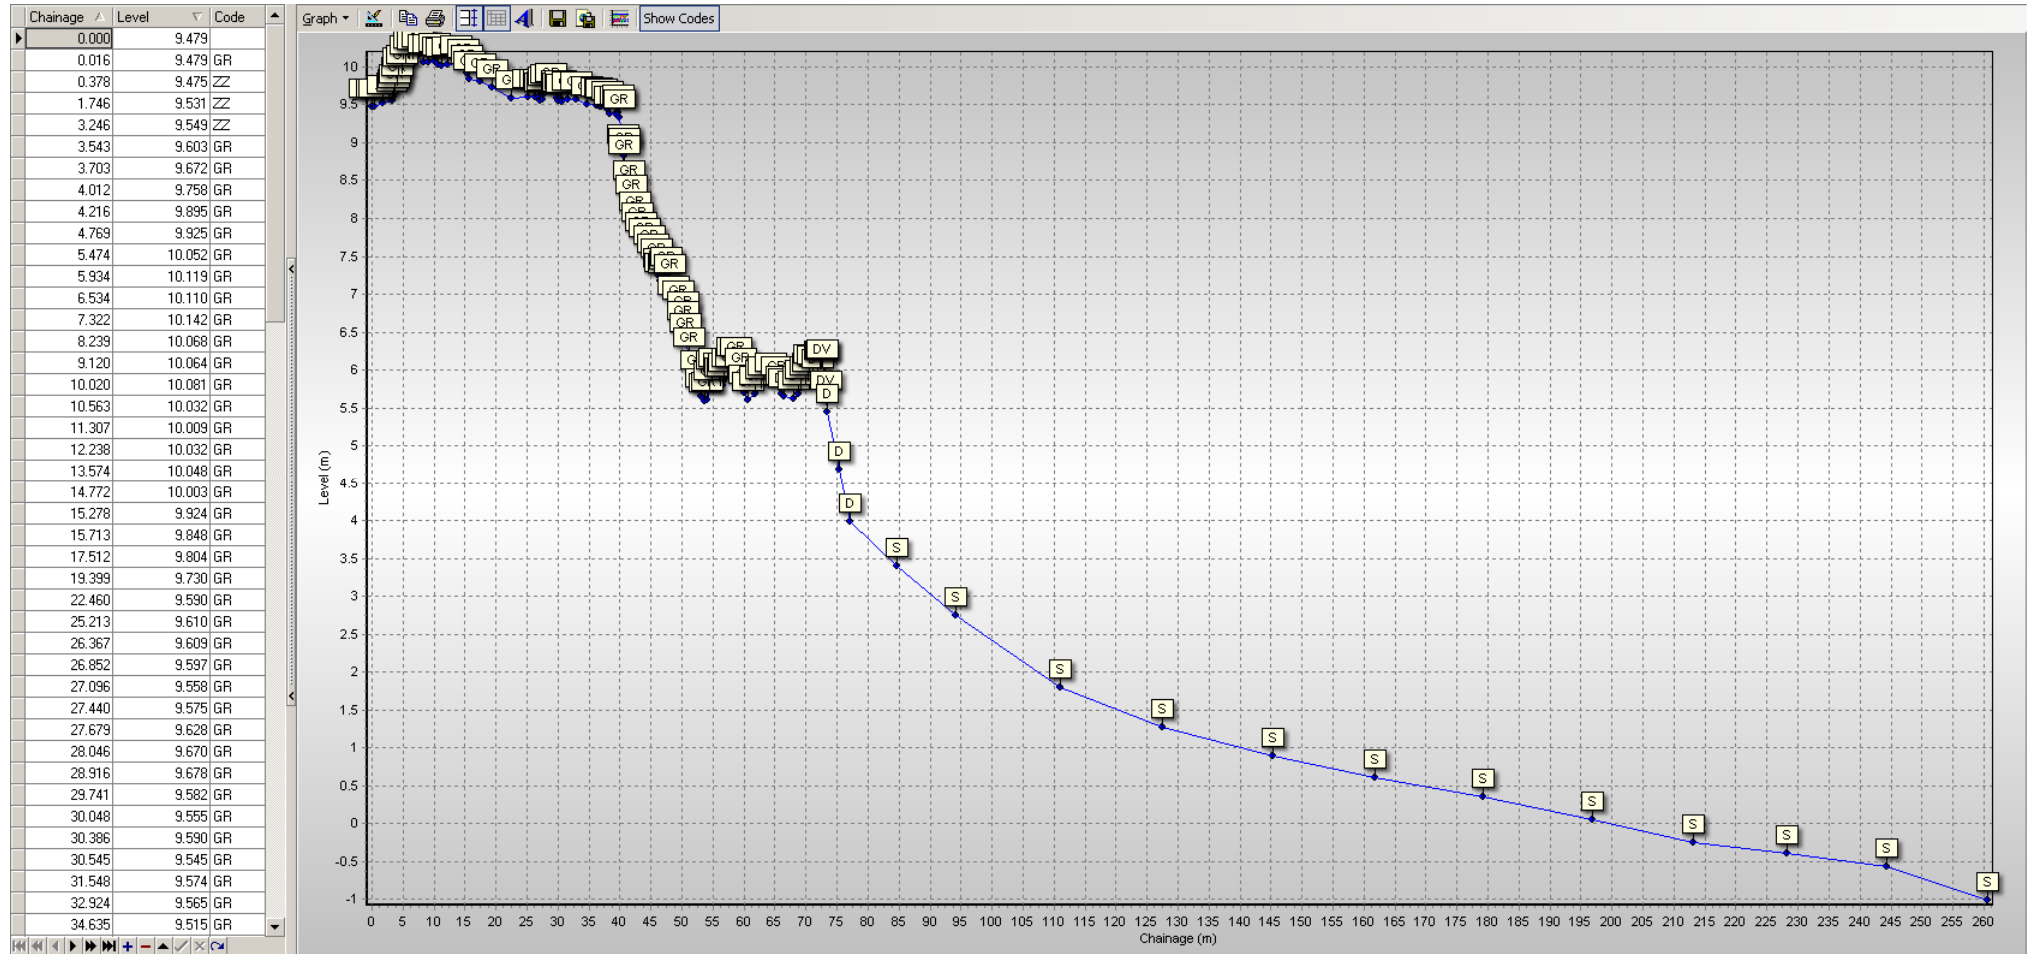 Chainage Level Code
0.000 9.479
0.016 9.479 GR
0.378 9.475 ZZ
1.746 9.531 ZZ
3.246 9.549 ZZ
3.543 9.603 GR
3.703 9.672 GR
4.012 9.758 GR
4.216 9.895 GR
4.769 9.925 GR
5.474 10.052 GR
5.934 10.119 GR
6.534 10.110 GR
7.322 10.142 GR
8.239 10.068 GR
9.120 10.064 GR
10.020 10.081 GR
10.563 10.032 GR
11.307 10.009 GR
12.238 10.032 GR
13.574 10.048 GR
14.772 10.003 GR
15.278 9.924 GR
15.713 9.848 GR
17.512 9.804 GR
19.399 9.730 GR
22.460 9.590 GR
25.213 9.610 GR
26.367 9.609 GR
26.852 9.597 GR
27.096 9.558 GR
27.440 9.575 GR
27.679 9.628 GR
28.046 9.670 GR
28.916 9.678 GR
29.741 9.582 GR
30.048 9.555 GR
30.386 9.590 GR
30.545 9.545 GR
31.548 9.574 GR
32.924 9.565 GR
34.635 9.515 GR
Graph Show Codes
Level (m)
10
9.5
9
8.5
8
7.5
7
6.5
6
5.5
5
4.5
4
3.5
3
2.5
2
1.5
1
0.5
0
-0.5
-1
GR
GR
GR
GR
GR
GR
GR
GR
GR
GR
DV
DV
D
D
D
S
S
S
S
S
S
S
S
S
S
S
S
0 5 10 15 20 25 30 35 40 45 50 55 60 65 70 75 80 85 90 95 100 105 110 115 120 125 130 135 140 145 150 155 160 165 170 175 180 185 190 195 200 205 210 215 220 225 230 235 240 245 250 255 260
Chainage (m)